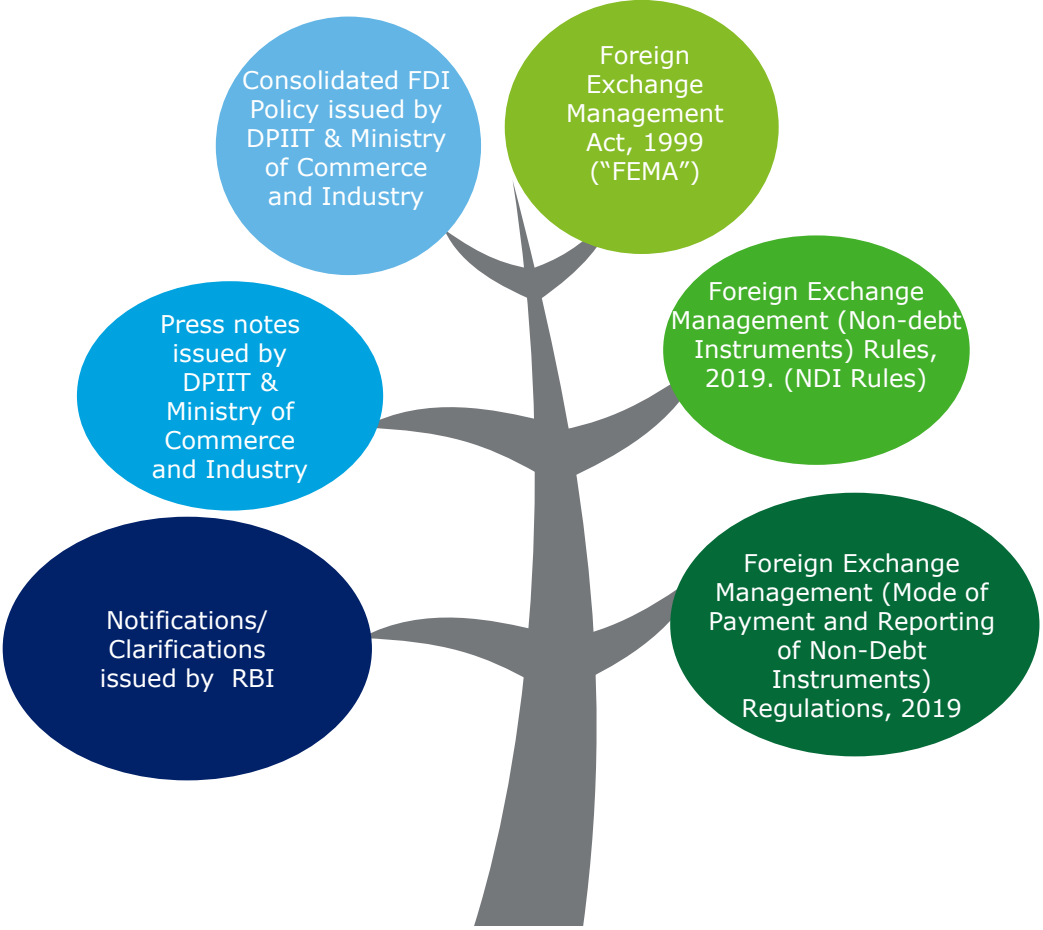 Consolidated FDI
Policy issued by
DPIIT & Ministry
of Commerce
and Industry
Foreign
Exchange
Management
Act, 1999
(“FEMA”)
Press notes
issued by
DPIIT &
Ministry of
Commerce
and Industry
Foreign Exchange
Management (Non-debt
Instruments) Rules,
2019. (NDI Rules)
Notifications/
Clarifications
issued by  RBI
Foreign Exchange
Management (Mode of
Payment and Reporting
of Non-Debt
Instruments)
Regulations, 2019